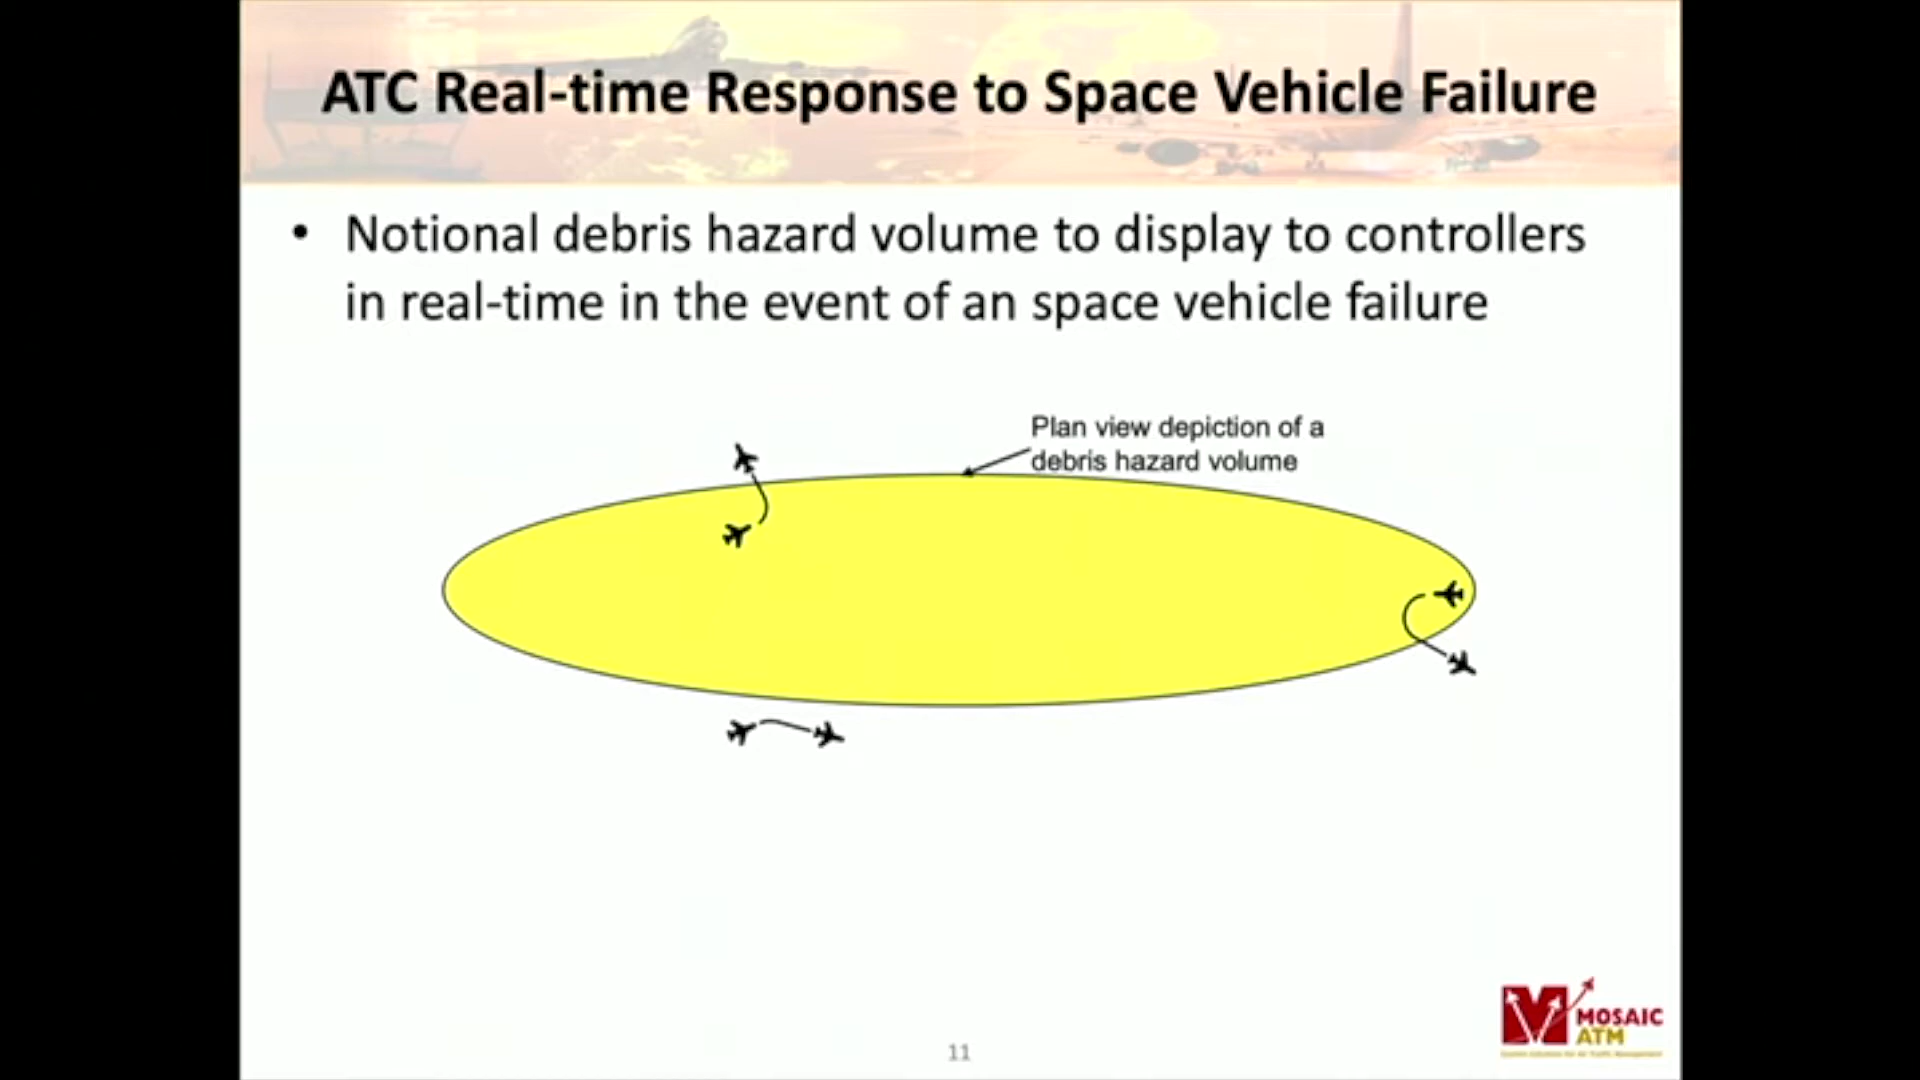 ATC Real-time Response to Space Vehicle Failure
• Notional debris hazard volume to display to controllers
in real-time in the event of an space vehicle failure
Plan view depiction of a
debris hazard volume
MOSAIC
ATM
11